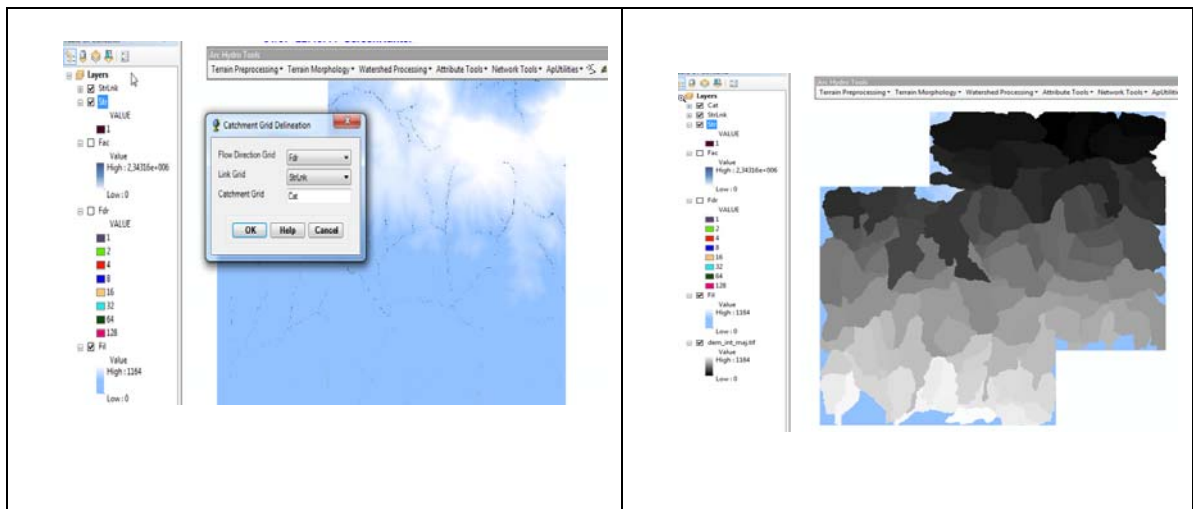 Arc Hydro Tools
Terrain Preprocessing Terrain Morphology Watershed Processing Attribute Tools Network Tools ApUtilities
Layers
StrLnk
Str
VALUE
1
Fac
Value
High : 2,34316e+006
Low : 0
Fdr
VALUE
1
2
4
8
16
32
64
128
Fil
Value
High : 1164
Low : 0
Catchment Grid Delineation
Flow Direction Grid Fdr
Link Grid StrLnk
Catchment Grid Cat
OK Help Cancel
Arc Hydro Tools
Terrain Preprocessing Terrain Morphology Watershed Processing Attribute Tools Network Tools
Layers
Cat
StrLnk
Str
VALUE
1
Fac
Value
High : 2,34316e+006
Low : 0
Fdr
VALUE
1
2
4
8
16
32
64
128
Fil
Value
High : 1164
Low : 0
dem_int_maj.tif
Value
High : 1164
Low : 0